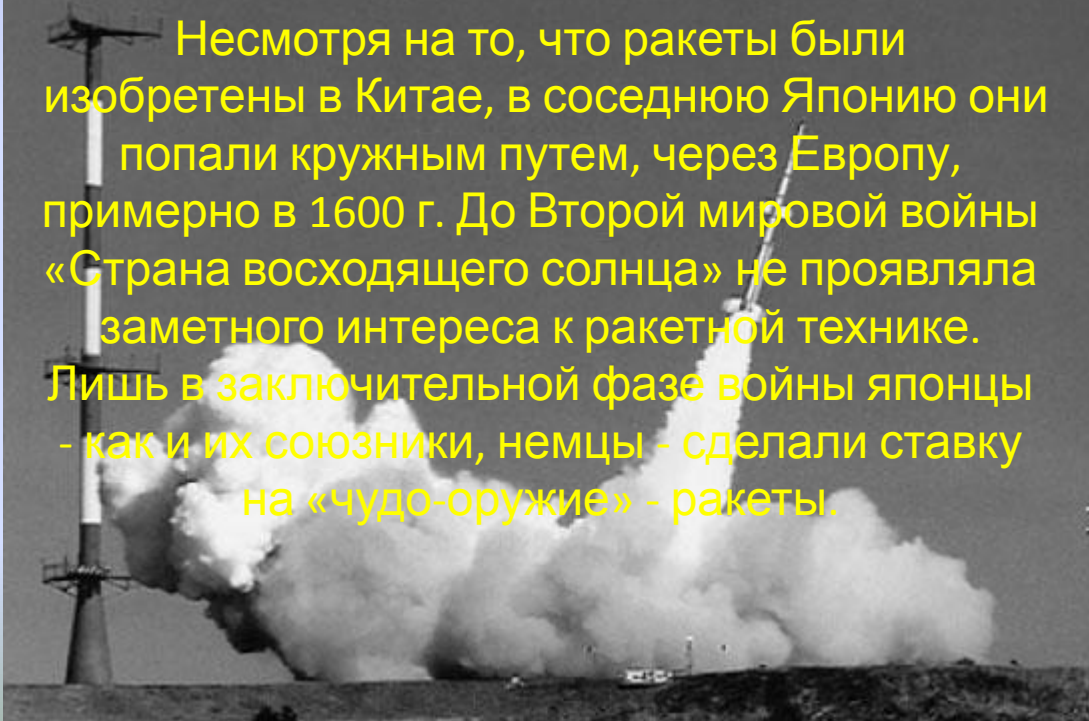 Несмотря на то, что ракеты были
изобретены в Китае, в соседнюю Японию они
попали кружным путем, через Европу,
примерно в 1600 г. До Второй мировой войны
«Страна восходящего солнца» не проявляла
заметного интереса к ракетной технике.
Лишь в заключительной фазе войны японцы
- как и их союзники, немцы - сделали ставку
на «чудо-оружие» - ракеты.